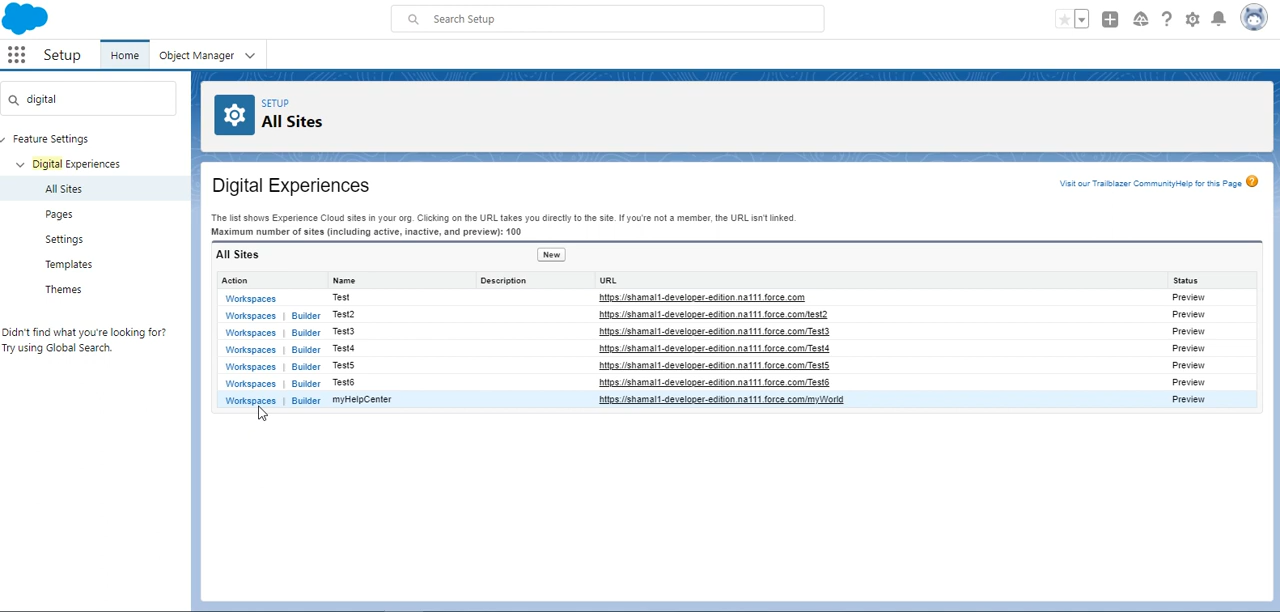 Search Setup
Setup
Home
Object Manager
digital
Feature Settings
Digital Experiences
All Sites
Pages
Settings
Templates
Themes
Didn't find what you're looking for?
Try using Global Search.
SETUP
All Sites
Digital Experiences
Visit our Trailblazer CommunityHelp for this Page ?
The list shows Experience Cloud sites in your org. Clicking on the URL takes you directly to the site. If you're not a member, the URL isn't linked.
Maximum number of sites (including active, inactive, and preview): 100
All Sites New
Action Name Description URL Status
Workspaces Test https://shamal1-developer-edition.na111.force.com Preview
Workspaces | Builder Test2 https://shamal1-developer-edition.na111.force.com/test2 Preview
Workspaces | Builder Test3 https://shamal1-developer-edition.na111.force.com/Test3 Preview
Workspaces | Builder Test4 https://shamal1-developer-edition.na111.force.com/Test4 Preview
Workspaces | Builder Test5 https://shamal1-developer-edition.na111.force.com/Test5 Preview
Workspaces | Builder Test6 https://shamal1-developer-edition.na111.force.com/Test6 Preview
Workspaces | Builder myHelpCenter https://shamal1-developer-edition.na111.force.com/myWorld Preview